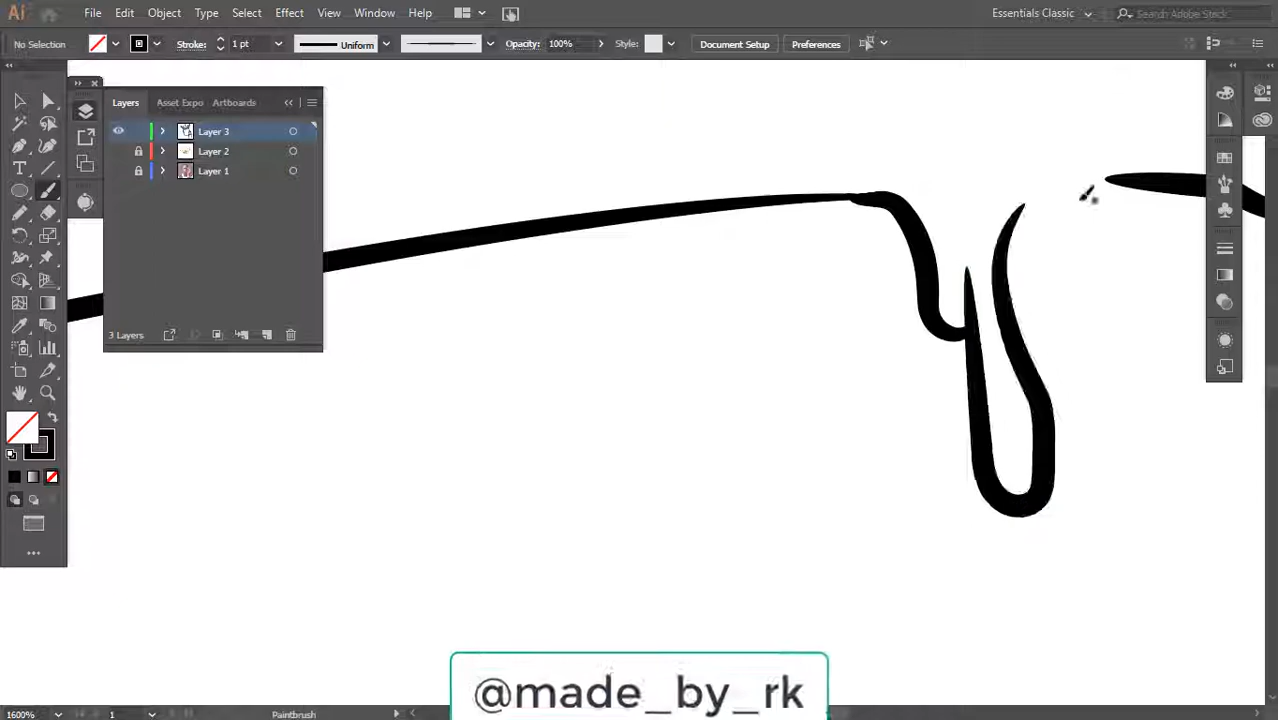 Ai File Edit Object Type Select Effect View Window Help Essentials Classic Search Adobe Stock
No Selection Stroke: 1 pt Uniform Opacity: 100% Style: Document Setup Preferences
Layers Asset Expo Artboards
Layer 3
Layer 2
Layer 1
3 Layers
@made_by_rk
1600% 1 Paintbrush